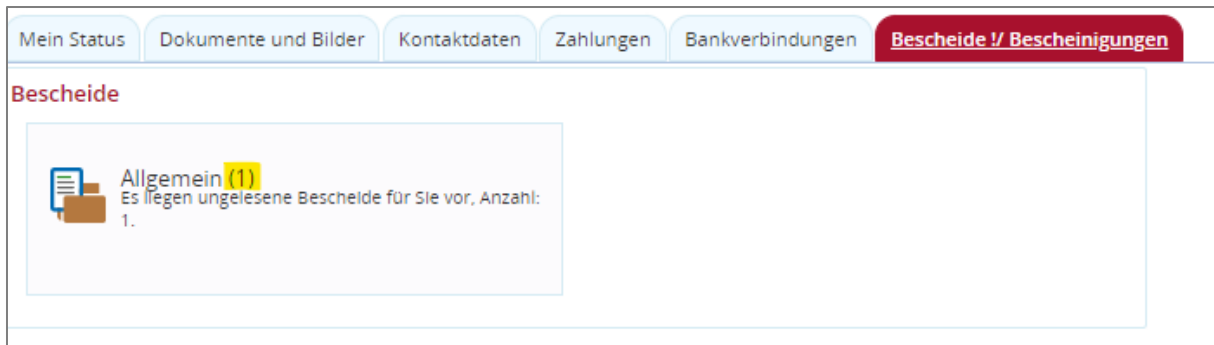 Mein Status Dokumente und Bilder Kontaktdaten Zahlungen Bankverbindungen Bescheide !/ Bescheinigungen
Bescheide
Allgemein (1)
Es liegen ungelesene Bescheide für Sie vor, Anzahl:
1.